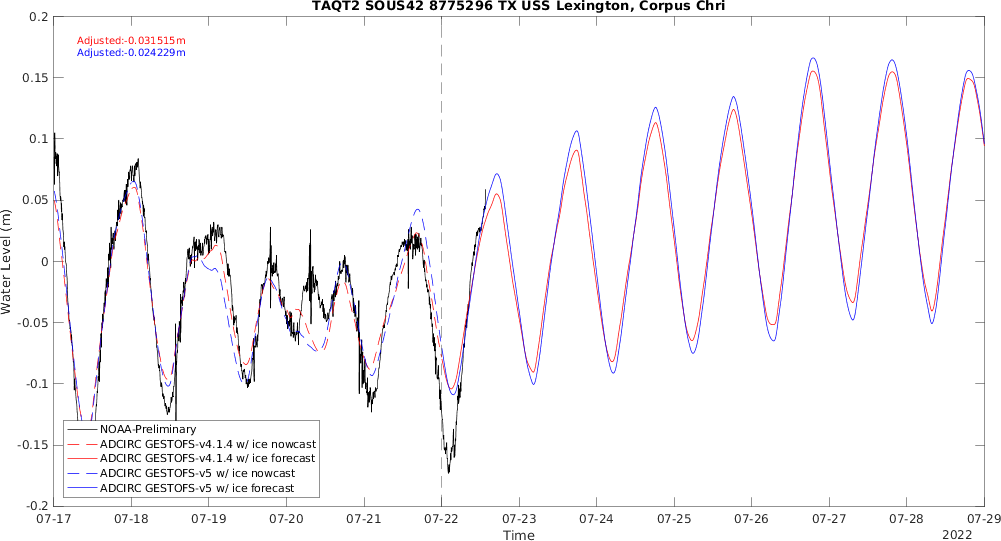 TAQT2 SOUS42 8775296 TX USS Lexington, Corpus Chri
Adjusted:-0.031515m
Adjusted:-0.024229m
0.2
0.15
0.1
0.05
0
-0.05
-0.1
-0.15
-0.2
Water Level (m)
NOAA-Preliminary
ADCIRC GESTOFS-v4.1.4 w/ ice nowcast
ADCIRC GESTOFS-v4.1.4 w/ ice forecast
ADCIRC GESTOFS-v5 w/ ice nowcast
ADCIRC GESTOFS-v5 w/ ice forecast
07-17 07-18 07-19 07-20 07-21 07-22 07-23 07-24 07-25 07-26 07-27 07-28 07-29
Time
2022